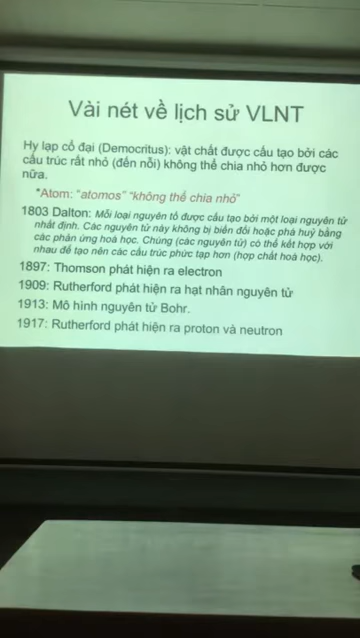 Vài nét về lịch sử VLNT
Hy lạp cổ đại (Democritus): vật chất được cấu tạo bởi các
cấu trúc rất nhỏ (đến nỗi) không thể chia nhỏ hơn được
nữa.
*Atom: “atomos” “không thể chia nhỏ”
1803 Dalton: Mỗi loại nguyên tố được cấu tạo bởi một loại nguyên tử
nhất định. Các nguyên tử này không bị biến đổi hoặc phá huỷ bằng
các phản ứng hoá học. Chúng (các nguyên tử) có thể kết hợp với
nhau để tạo nên các cấu trúc phức tạp hơn (hợp chất hoá học).
1897: Thomson phát hiện ra electron
1909: Rutherford phát hiện ra hạt nhân nguyên tử
1913: Mô hình nguyên tử Bohr.
1917: Rutherford phát hiện ra proton và neutron